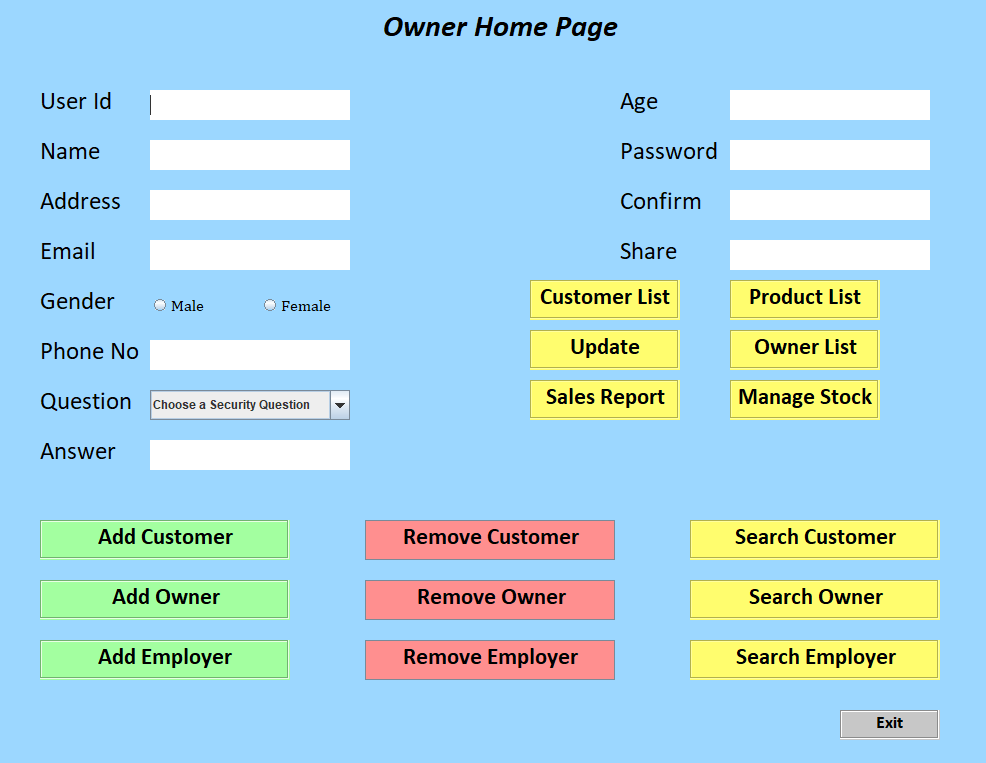 Owner Home Page
User Id
Age
Name
Password
Address
Confirm
Email
Share
Gender
Male
Female
Customer List
Product List
Phone No
Update
Owner List
Question
Choose a Security Question
Sales Report
Manage Stock
Answer
Add Customer
Remove Customer
Search Customer
Add Owner
Remove Owner
Search Owner
Add Employer
Remove Employer
Search Employer
Exit